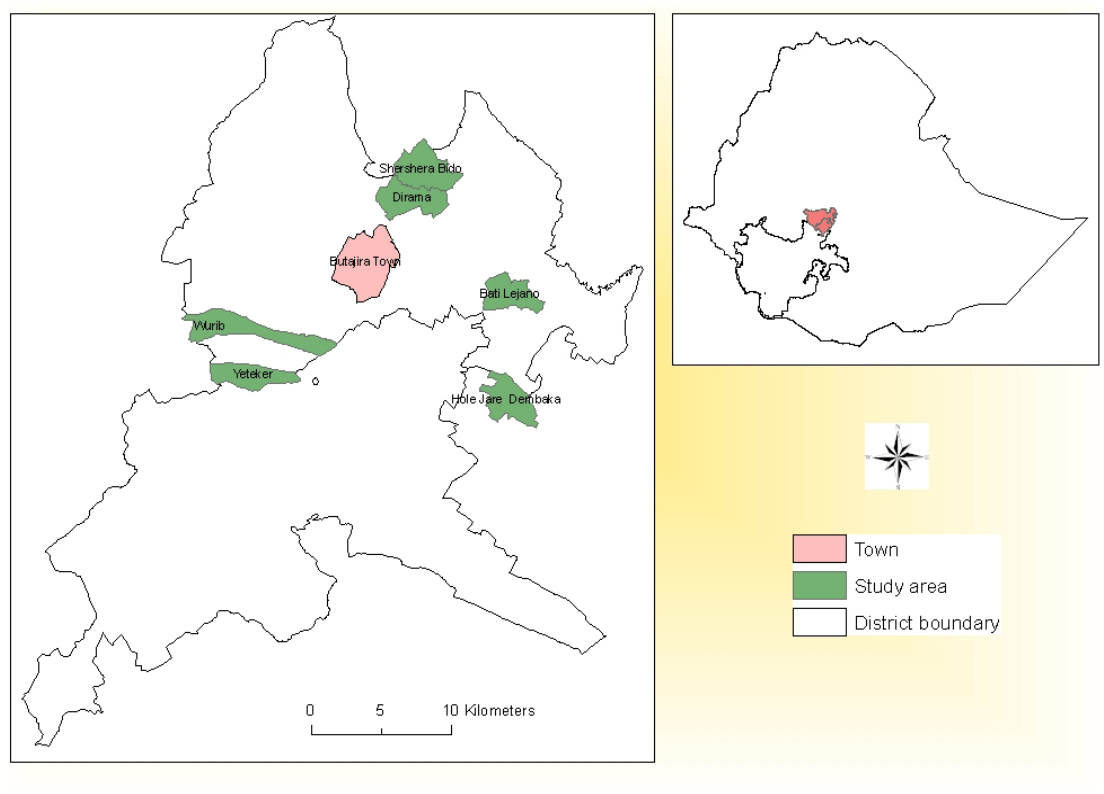 Shershera Bido
Dirama
Butajira Town
Bati Lejano
Wurib
Yeteker
Hole Jare Dembaka
0 5 10 Kilometers
N
W E
S
Town
Study area
District boundary